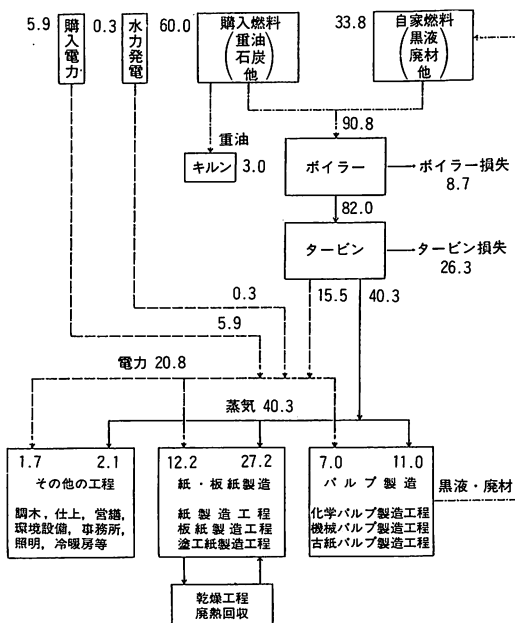 5.9
購入電力
0.3
水力発電
60.0
購入燃料
(重油
石炭
他)
33.8
自家燃料
(黒液
廃材
他)
90.8
重油
キルン
3.0
ボイラー
ボイラー損失
8.7
82.0
タービン
タービン損失
26.3
15.5
40.3
0.3
5.9
電力 20.8
蒸気 40.3
1.7 2.1
その他の工程
調木，仕上，営繕，
環境設備，事務所，
照明，冷暖房等
12.2 27.2
紙・板紙製造
紙製造工程
板紙製造工程
塗工紙製造工程
7.0 11.0
パルプ製造
化学パルプ製造工程
機械パルプ製造工程
古紙パルプ製造工程
黒液・廃材
乾燥工程
廃熱回収